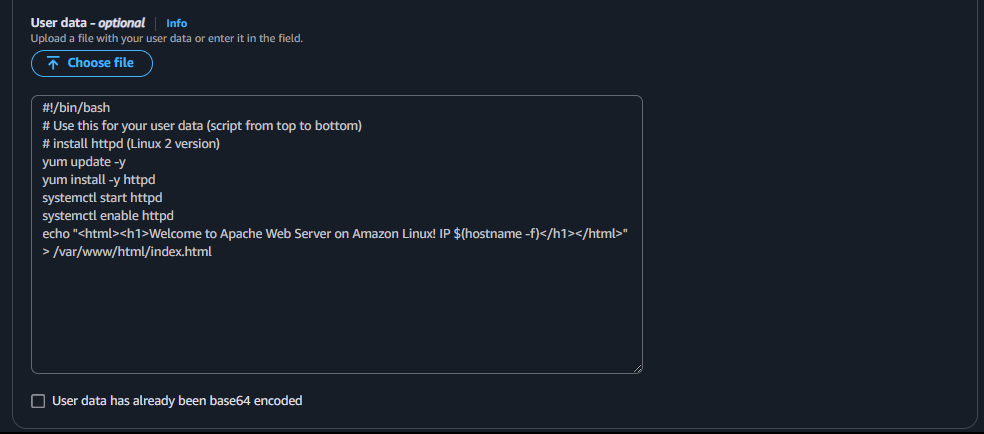 User data - optional | Info
Upload a file with your user data or enter it in the field.
Choose file
#!/bin/bash
# Use this for your user data (script from top to bottom)
# install httpd (Linux 2 version)
yum update -y
yum install -y httpd
systemctl start httpd
systemctl enable httpd
echo "<html><h1>Welcome to Apache Web Server on Amazon Linux! IP $(hostname -f)</h1></html>"
> /var/www/html/index.html
User data has already been base64 encoded